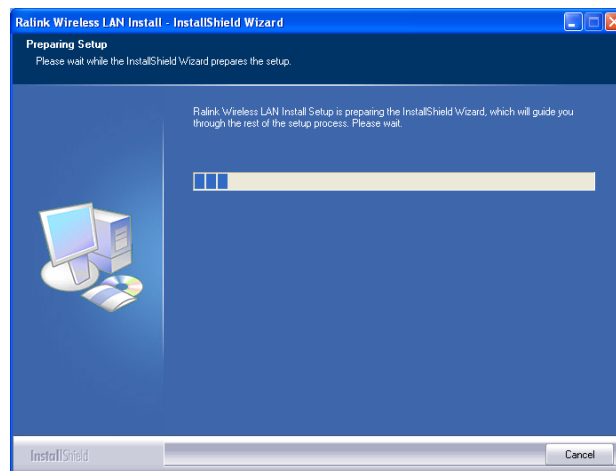 Ralink Wireless LAN Install - InstallShield Wizard
Preparing Setup
Please wait while the InstallShield Wizard prepares the setup.
Ralink Wireless LAN Install Setup is preparing the InstallShield Wizard, which will guide you
through the rest of the setup process. Please wait.
InstallShield
Cancel